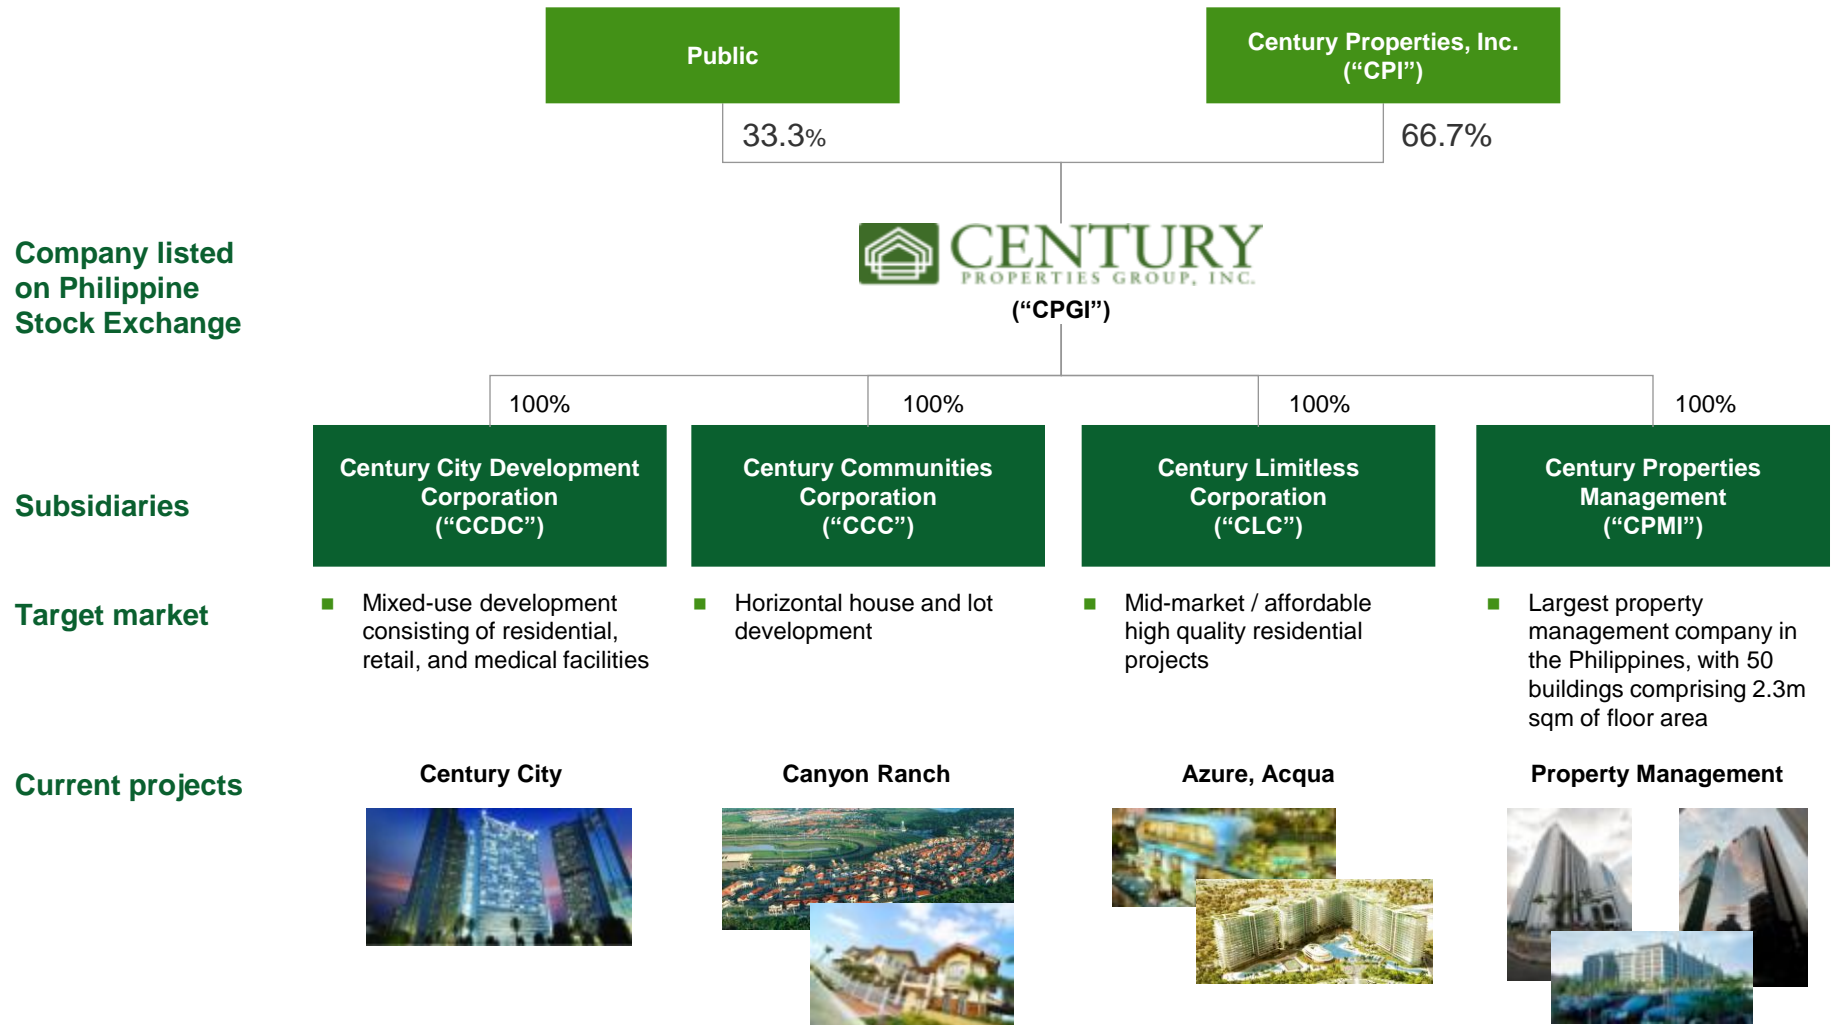 Public
Century Properties, Inc.
(“CPI”)
33.3%
66.7%
Company listed
on Philippine
Stock Exchange
CENTURY
PROPERTIES GROUP, INC.
(“CPGI”)
100%
100%
100%
100%
Subsidiaries
Century City Development
Corporation
(“CCDC”)
Century Communities
Corporation
(“CCC”)
Century Limitless
Corporation
(“CLC”)
Century Properties
Management
(“CPMI”)
Target market
Mixed-use development
consisting of residential,
retail, and medical facilities
Horizontal house and lot
development
Mid-market / affordable
high quality residential
projects
Largest property
management company in
the Philippines, with 50
buildings comprising 2.3m
sqm of floor area
Current projects
Century City
Canyon Ranch
Azure, Acqua
Property Management